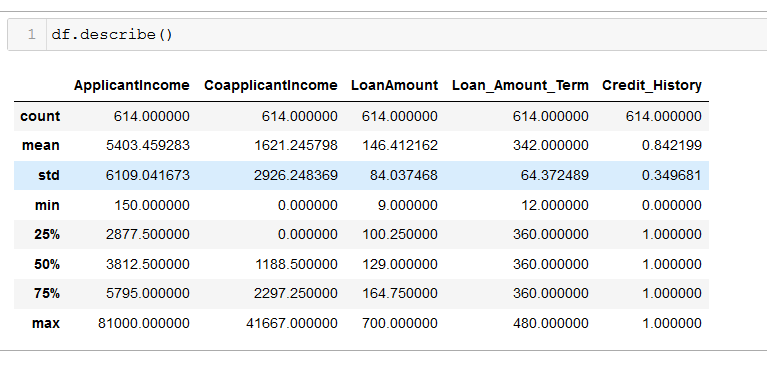 1 df.describe()
ApplicantIncome CoapplicantIncome LoanAmount Loan_Amount_Term Credit_History
count 614.000000 614.000000 614.000000 614.000000 614.000000
mean 5403.459283 1621.245798 146.412162 342.000000 0.842199
std 6109.041673 2926.248369 84.037468 64.372489 0.349681
min 150.000000 0.000000 9.000000 12.000000 0.000000
25% 2877.500000 0.000000 100.250000 360.000000 1.000000
50% 3812.500000 1188.500000 129.000000 360.000000 1.000000
75% 5795.000000 2297.250000 164.750000 360.000000 1.000000
max 81000.000000 41667.000000 700.000000 480.000000 1.000000